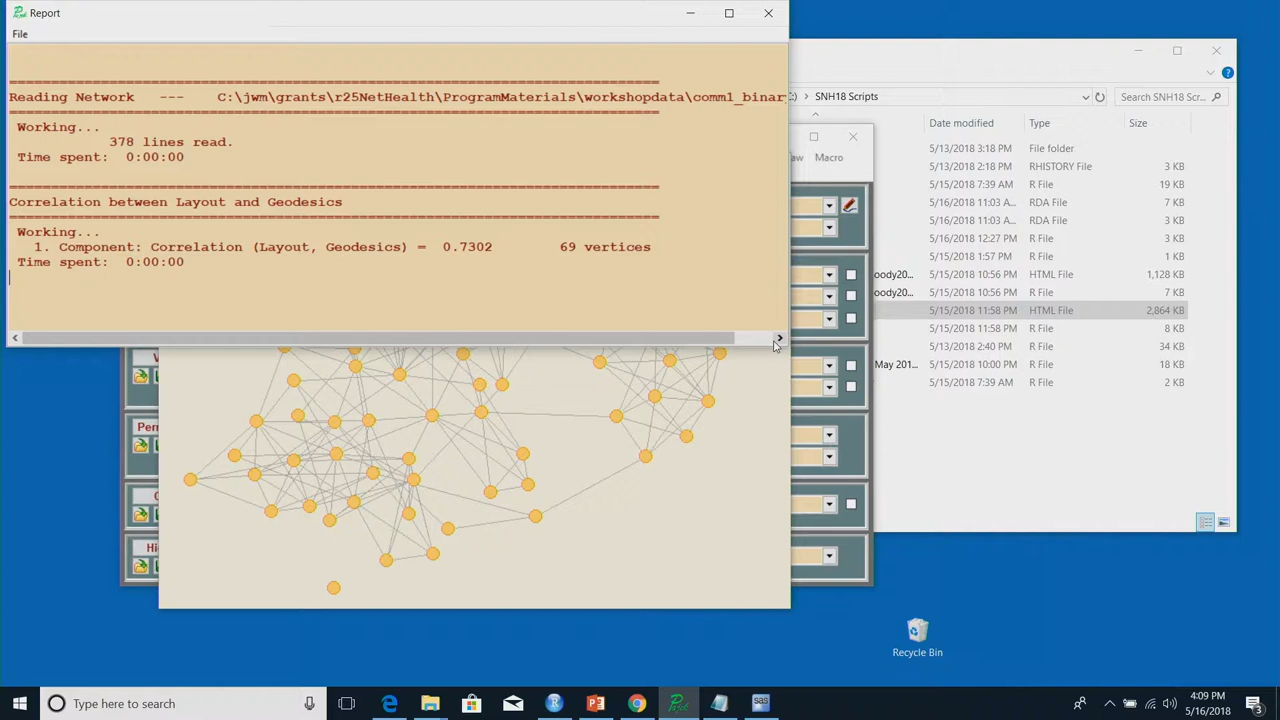 Report
File
Reading Network   ---    C:\jwm\grants\r25NetHealth\ProgramMaterials\workshopdata\comm1_binar
Working...
378 lines read.
Time spent:  0:00:00
Correlation between Layout and Geodesics
Working...
1. Component: Correlation (Layout, Geodesics) =  0.7302        69 vertices
Time spent:  0:00:00
SNH18 Scripts
Search SNH18 Scr...
Macro
Date modified Type Size
5/13/2018 3:18 PM File folder
5/13/2018 2:18 PM RHISTORY File 3 KB
5/15/2018 7:39 AM R File 19 KB
5/16/2018 11:03 A... RDA File 3 KB
5/16/2018 11:03 A... RDA File 3 KB
5/16/2018 12:27 PM R File 4 KB
5/15/2018 1:57 PM R File 1 KB
oody20... 5/15/2018 10:56 PM HTML File 1,128 KB
oody20... 5/15/2018 10:56 PM R File 7 KB
5/15/2018 11:58 PM HTML File 2,864 KB
5/15/2018 11:58 PM R File 8 KB
5/13/2018 2:40 PM R File 34 KB
May 201... 5/15/2018 10:00 PM R File 18 KB
5/15/2018 7:39 AM R File 2 KB
Recycle Bin
Type here to search
sas
4:09 PM
5/16/2018
3